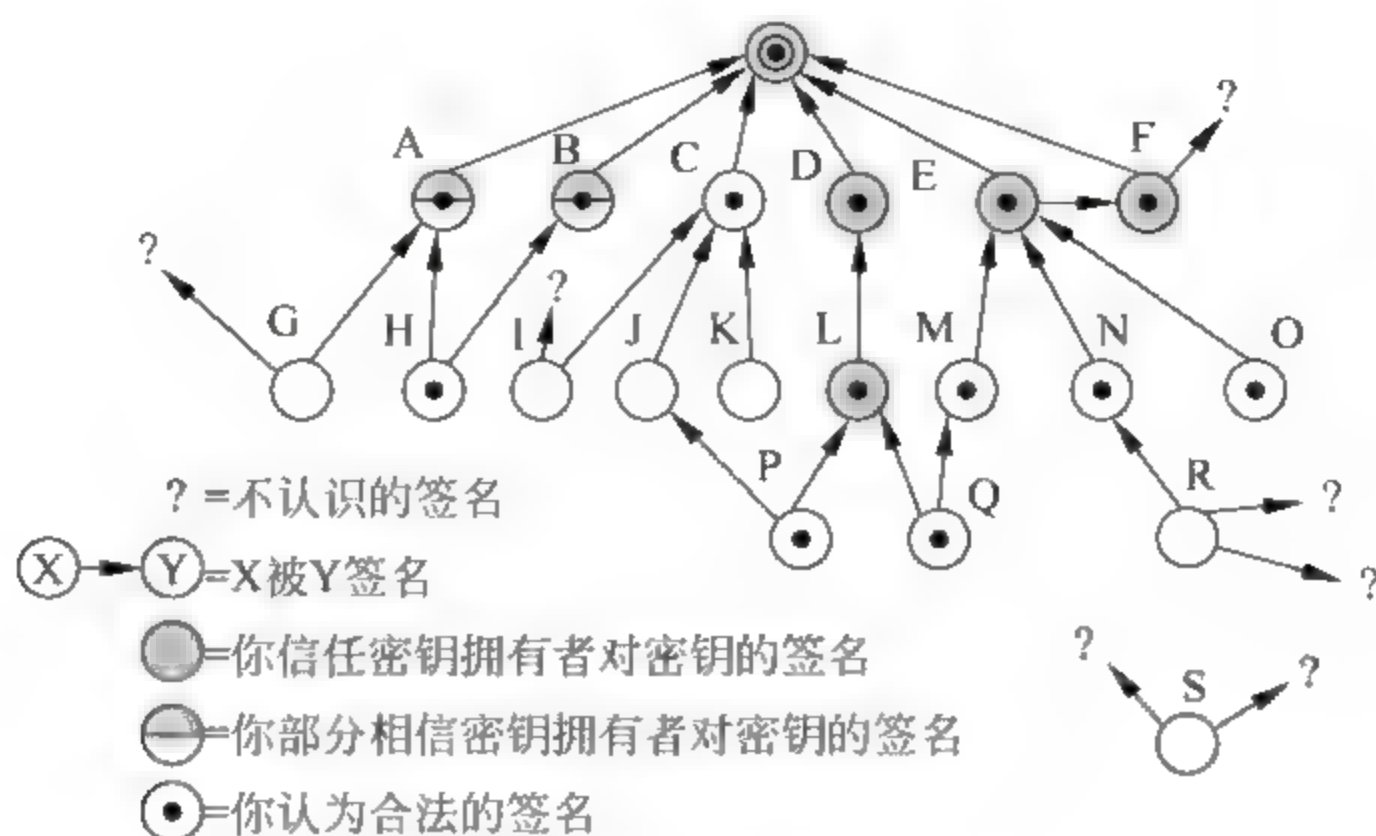 ?
F
A
B
C
D
E
?
?
G
H
I
J
K
L
M
N
O
P
Q
R
?
?
? =不认识的签名
X Y =X被Y签名
=你信任密钥拥有者对密钥的签名
=你部分相信密钥拥有者对密钥的签名
=你认为合法的签名
? S ?